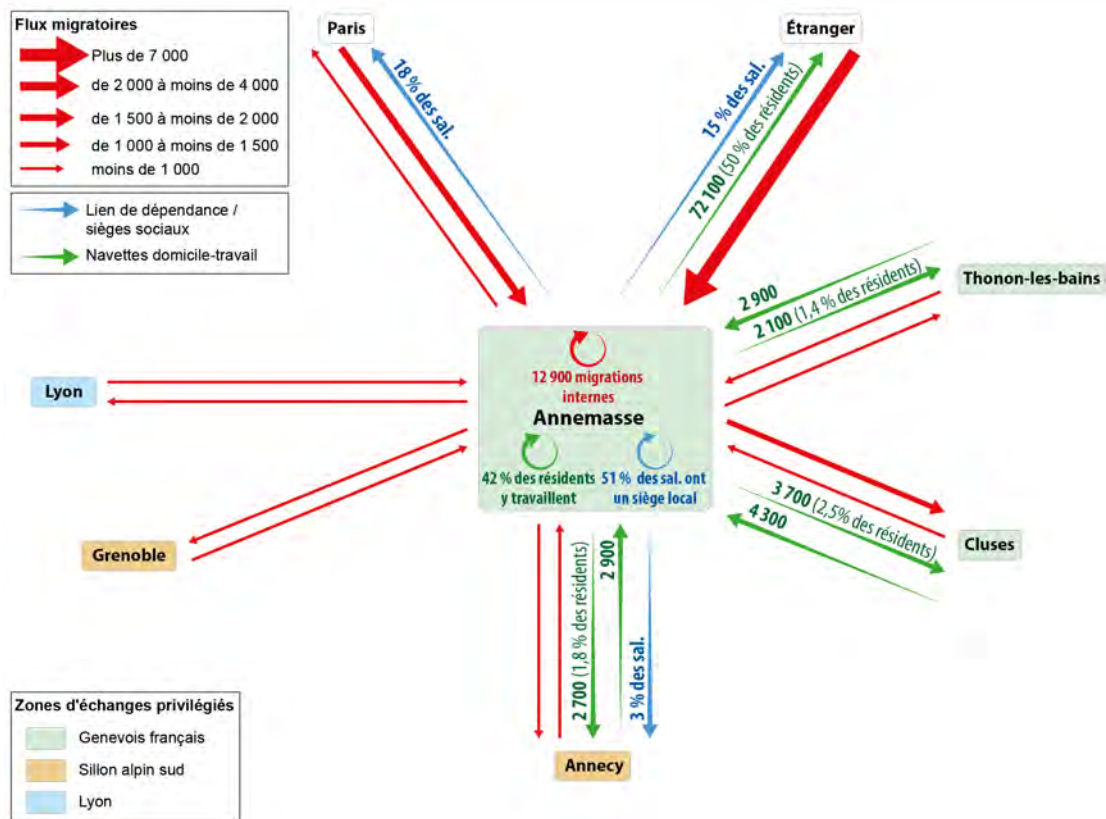 Flux migratoires
Plus de 7 000
de 2 000 à moins de 4 000
de 1 500 à moins de 2 000
de 1 000 à moins de 1 500
moins de 1 000
Lien de dépendance /
sièges sociaux
Navettes domicile-travail
Paris
18 % des sal.
Étranger
15 % des sal.
72 100 (50 % des résidents)
Thonon-les-bains
2 900
2 100 (1,4 % des résidents)
12 900 migrations
internes
Annemasse
42 % des résidents
y travaillent
51 % des sal. ont
un siège local
Lyon
Grenoble
3 700 (2,5% des résidents)
4 300
Cluses
2 700 (1,8 % des résidents)
2 900
3 % des sal.
Annecy
Zones d'échanges privilégiés
Genevois français
Sillon alpin sud
Lyon